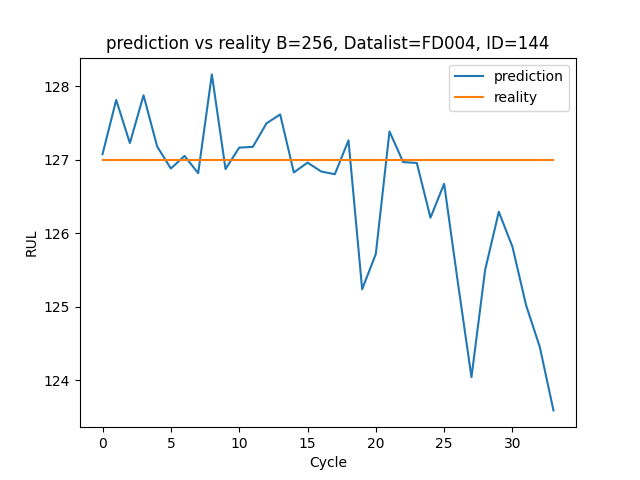 prediction vs reality B=256, Datalist=FD004, ID=144
prediction
reality
RUL
128
127
126
125
124
0 5 10 15 20 25 30
Cycle